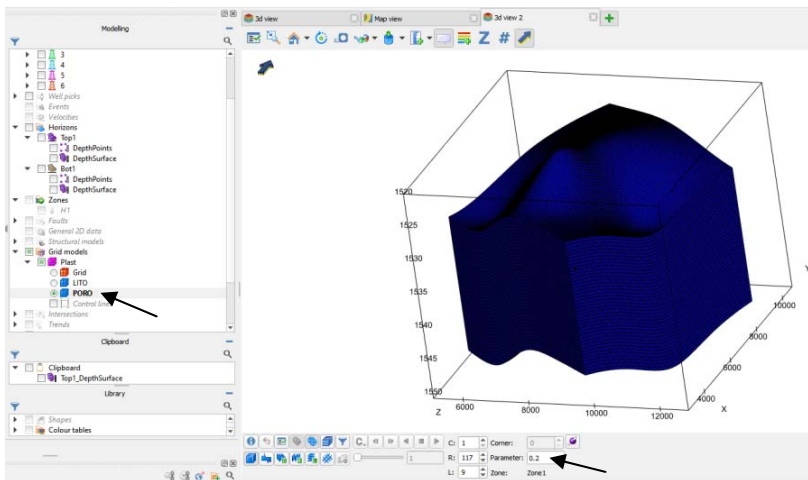 3d view
Map view
3d view 2
Modelling
3
4
5
6
Well picks
Events
Velocities
Horizons
Top1
DepthPoints
DepthSurface
Bot1
DepthPoints
DepthSurface
Zones
H1
Faults
General 2D data
Structural models
Grid models
Plast
Grid
LITO
PORO
Control lines
Intersections
Trends
Clipboard
Clipboard
Top1_DepthSurface
Library
Shapes
Colour tables
1520
1525
1530
1535
1540
1545
1550
Z
6000
8000
10000
12000
X
4000
6000
8000
10000
Y
C: 1 Corner: 0
1 R: 117 Parameter: 0.2
L: 9 Zone: Zone1